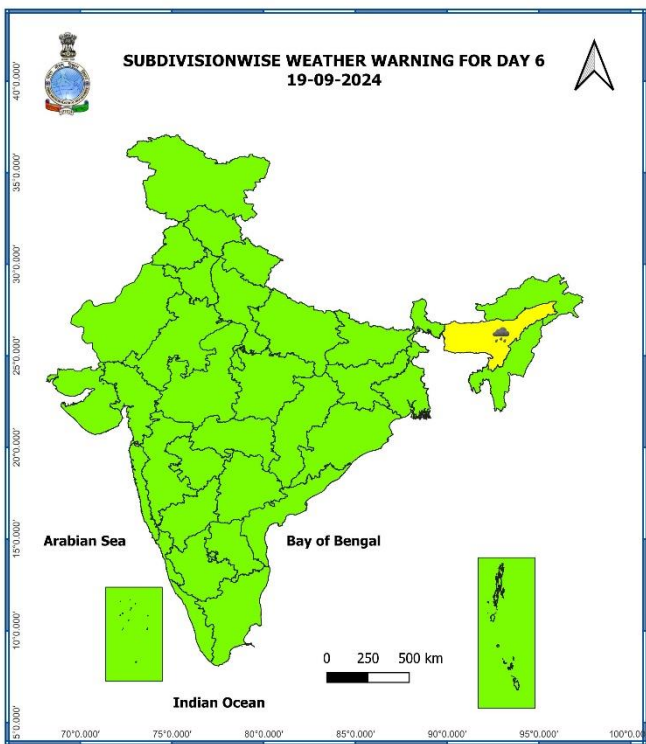 SUBDIVISIONWISE WEATHER WARNING FOR DAY 6
19-09-2024
40°0.000'
35°0.000'
30°0.000'
25°0.000'
20°0.000'
15°0.000'
10°0.000'
5°0.000'
Arabian Sea
Bay of Bengal
0 250 500 km
Indian Ocean
70°0.000' 75°0.000' 80°0.000' 85°0.000' 90°0.000' 95°0.000' 100°0.000'